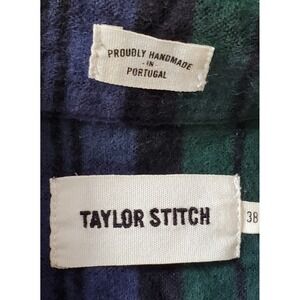 PROUDLY HANDMADE
- IN -
PORTUGAL
TAYLOR STITCH
38